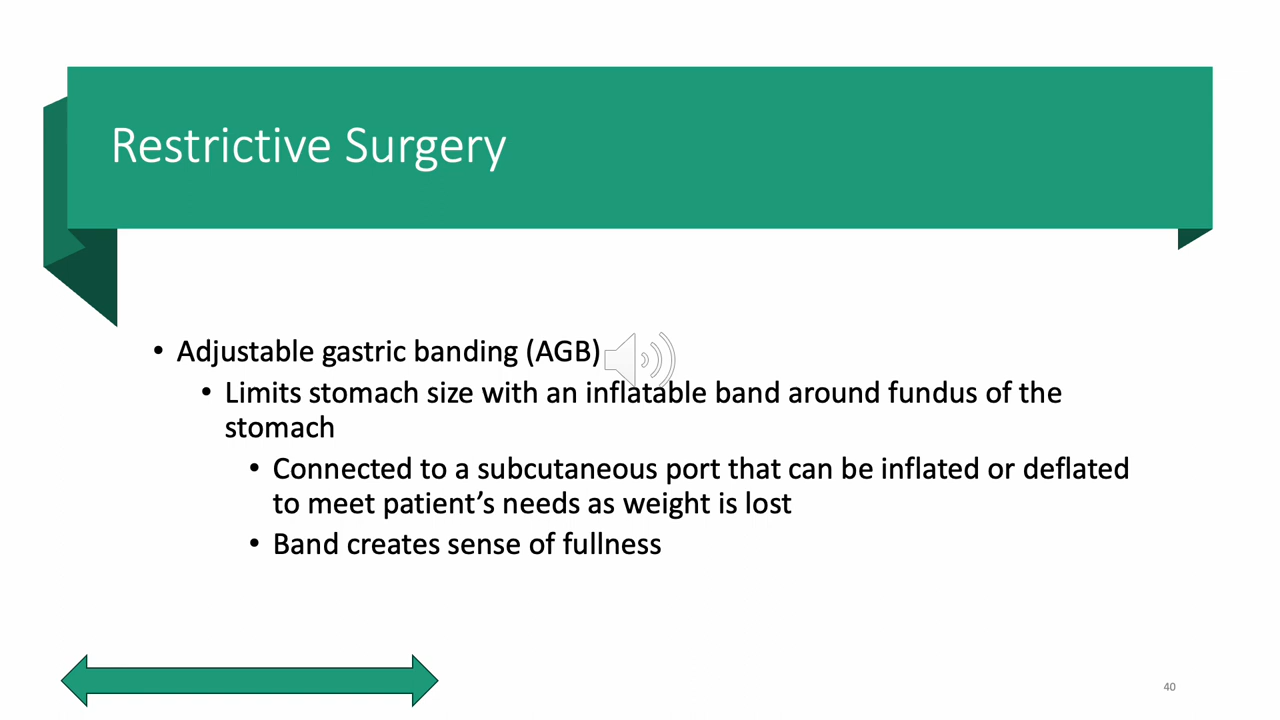 Restrictive Surgery
• Adjustable gastric banding (AGB)
• Limits stomach size with an inflatable band around fundus of the
stomach
• Connected to a subcutaneous port that can be inflated or deflated
to meet patient’s needs as weight is lost
• Band creates sense of fullness
40